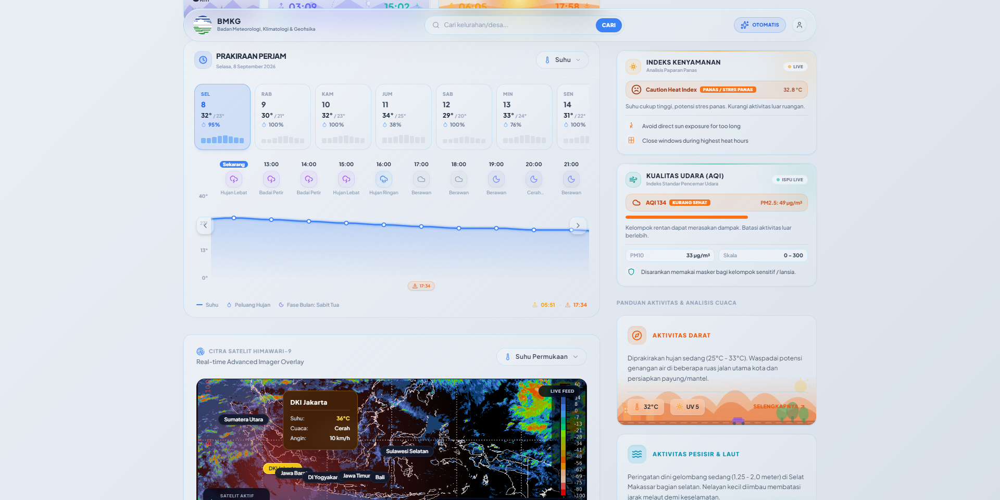 km
03:09
15:02
06:05
17:58
BMKG
Badan Meteorologi, Klimatologi & Geofisika
Cari kelurahan/desa...
CARI
OTOMATIS
PRAKIRAAN PERJAM
Selasa, 8 September 2026
Suhu
SEL
8
32° / 23°
95%
RAB
9
30° / 21°
100%
KAM
10
32° / 23°
100%
JUM
11
34° / 25°
38%
SAB
12
29° / 20°
100%
MIN
13
33° / 24°
76%
SEN
14
31° / 22°
100%
Sekarang 13:00 14:00 15:00 16:00 17:00 18:00 19:00 20:00 21:00
Hujan Lebat Badai Petir Badai Petir Hujan Lebat Hujan Ringan Berawan Berawan Berawan Cerah... Berawan
40°
27°
13°
0°
17:34
Suhu Peluang Hujan Fase Bulan: Sabit Tua
05:51 · 17:34
CITRA SATELIT HIMAWARI-9
Real-time Advanced Imager Overlay
Suhu Permukaan
LIVE FEED
DKI Jakarta
Suhu: 36°C
Cuaca: Cerah
Angin: 10 km/h
Sumatera Utara
Sulawesi Selatan
Jawa Bar
DI Yogyakar
Jawa Timur
Bali
SATELIT AKTIF
Eq
60
14
8
0
-7
-13
-21
-28
-34
-41
-48
-56
-62
-69
-75
-80
-100
INDEKS KENYAMANAN
Analisis Paparan Panas
LIVE
Caution Heat Index PANAS / STRES PANAS 32.8 °C
Suhu cukup tinggi, potensi stres panas. Kurangi aktivitas luar ruangan.
Avoid direct sun exposure for too long
Close windows during highest heat hours
KUALITAS UDARA (AQI)
Indeks Standar Pencemar Udara
ISPU LIVE
AQI 134 KURANG SEHAT PM2.5: 49 µg/m³
Kelompok rentan dapat merasakan dampak. Batasi aktivitas luar
berlebih.
PM10 33 µg/m³
Skala 0 – 300
Disarankan memakai masker bagi kelompok sensitif / lansia.
PANDUAN AKTIVITAS & ANALISIS CUACA
AKTIVITAS DARAT
Diprakirakan hujan sedang (25°C - 33°C). Waspadai potensi
genangan air di beberapa ruas jalan utama kota dan
persiapkan payung/mantel.
32°C
UV 5
SELENGKAPNYA ↗
AKTIVITAS PESISIR & LAUT
Peringatan dini gelombang sedang (1,25 - 2,0 meter) di Selat
Makassar bagian selatan. Nelayan kecil diimbau membatasi
jarak melaut demi keselamatan.